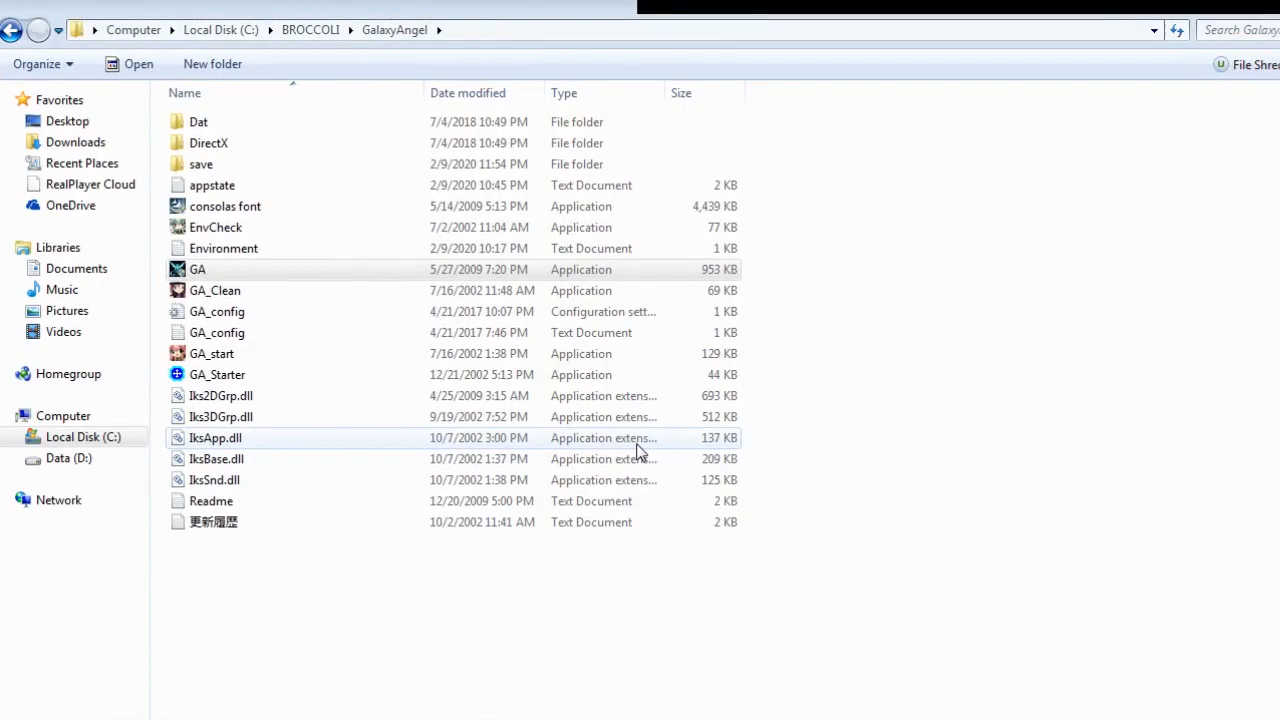 Computer Local Disk (C:) BROCCOLI GalaxyAngel Search Galax
Organize Open New folder File Shre
Name Date modified Type Size
Favorites
Desktop
Downloads
Recent Places
RealPlayer Cloud
OneDrive
Libraries
Documents
Music
Pictures
Videos
Homegroup
Computer
Local Disk (C:)
Data (D:)
Network
Dat 7/4/2018 10:49 PM File folder
DirectX 7/4/2018 10:49 PM File folder
save 2/9/2020 11:54 PM File folder
appstate 2/9/2020 10:45 PM Text Document 2 KB
consolas font 5/14/2009 5:13 PM Application 4,439 KB
EnvCheck 7/2/2002 11:04 AM Application 77 KB
Environment 2/9/2020 10:17 PM Text Document 1 KB
GA 5/27/2009 7:20 PM Application 953 KB
GA_Clean 7/16/2002 11:48 AM Application 69 KB
GA_config 4/21/2017 10:07 PM Configuration sett... 1 KB
GA_config 4/21/2017 7:46 PM Text Document 1 KB
GA_start 7/16/2002 1:38 PM Application 129 KB
GA_Starter 12/21/2002 5:13 PM Application 44 KB
Iks2DGrp.dll 4/25/2009 3:15 AM Application extens... 693 KB
Iks3DGrp.dll 9/19/2002 7:52 PM Application extens... 512 KB
IksApp.dll 10/7/2002 3:00 PM Application extens... 137 KB
IksBase.dll 10/7/2002 1:37 PM Application extens... 209 KB
IksSnd.dll 10/7/2002 1:38 PM Application extens... 125 KB
Readme 12/20/2009 5:00 PM Text Document 2 KB
更新履歴 10/2/2002 11:41 AM Text Document 2 KB